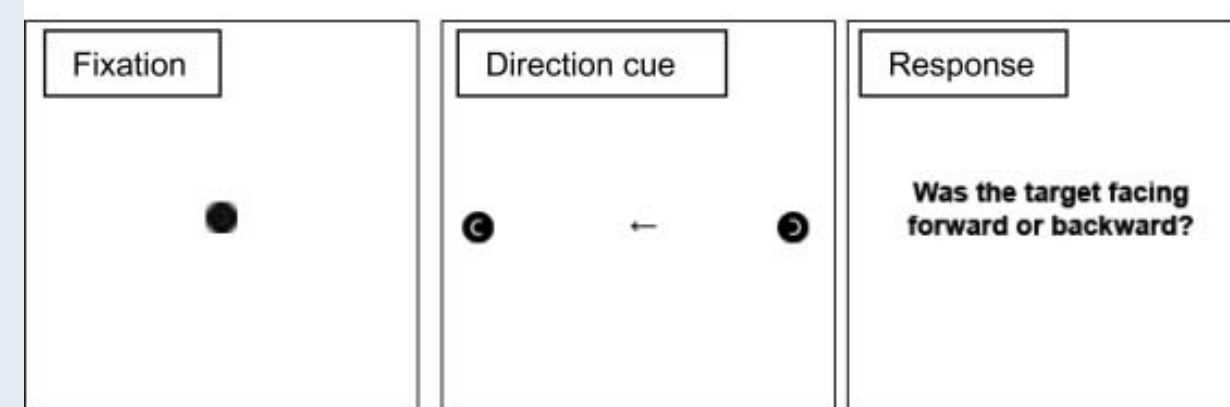 Fixation
Direction cue
Response
Was the target facing
forward or backward?